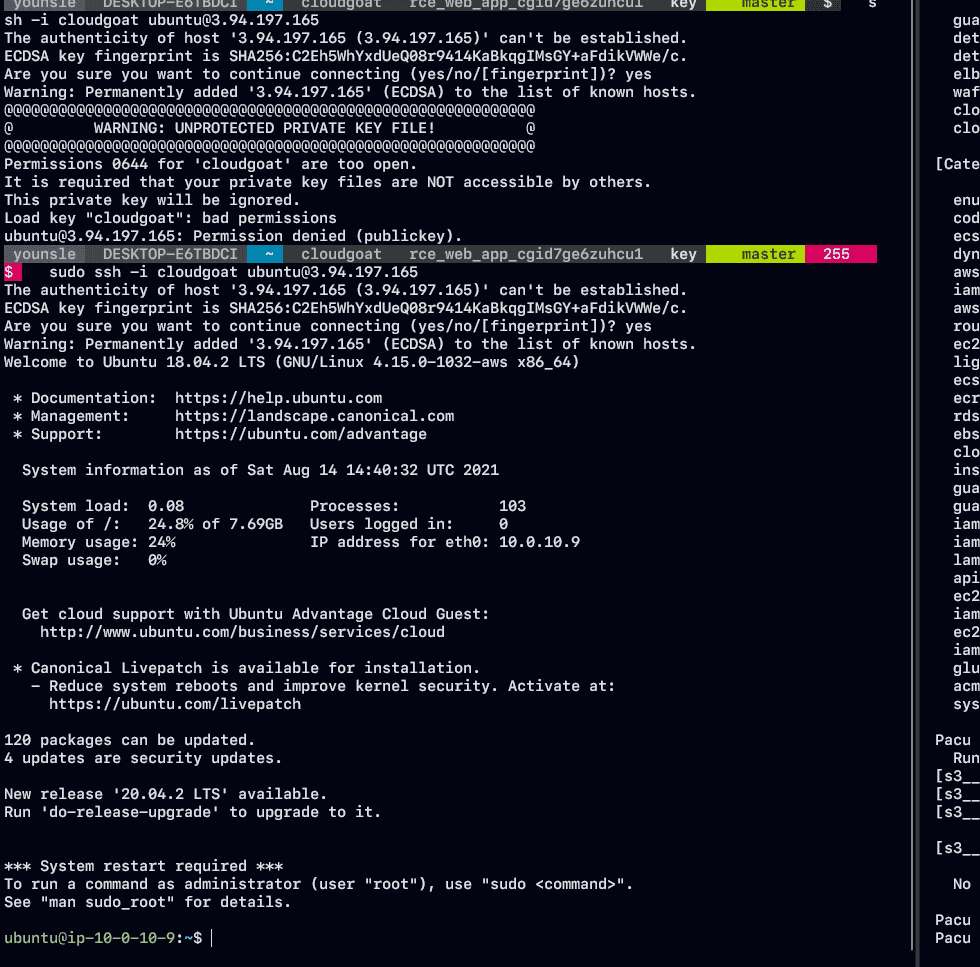 younsle DESKTOP-E6TBDCI ~ cloudgoat rce_web_app_cgid7ge6zuhcu1 key master $ s
sh -i cloudgoat ubuntu@3.94.197.165
The authenticity of host '3.94.197.165 (3.94.197.165)' can't be established.
ECDSA key fingerprint is SHA256:C2Eh5WhYxdUeQ08r9414KaBkqgIMsGY+aFdikVWWe/c.
Are you sure you want to continue connecting (yes/no/[fingerprint])? yes
Warning: Permanently added '3.94.197.165' (ECDSA) to the list of known hosts.
@@@@@@@@@@@@@@@@@@@@@@@@@@@@@@@@@@@@@@@@@@@@@@@@@@@@@@@@@@@
@         WARNING: UNPROTECTED PRIVATE KEY FILE!          @
@@@@@@@@@@@@@@@@@@@@@@@@@@@@@@@@@@@@@@@@@@@@@@@@@@@@@@@@@@@
Permissions 0644 for 'cloudgoat' are too open.
It is required that your private key files are NOT accessible by others.
This private key will be ignored.
Load key "cloudgoat": bad permissions
ubuntu@3.94.197.165: Permission denied (publickey).
younsle DESKTOP-E6TBDCI ~ cloudgoat rce_web_app_cgid7ge6zuhcu1 key master 255
$ sudo ssh -i cloudgoat ubuntu@3.94.197.165
The authenticity of host '3.94.197.165 (3.94.197.165)' can't be established.
ECDSA key fingerprint is SHA256:C2Eh5WhYxdUeQ08r9414KaBkqgIMsGY+aFdikVWWe/c.
Are you sure you want to continue connecting (yes/no/[fingerprint])? yes
Warning: Permanently added '3.94.197.165' (ECDSA) to the list of known hosts.
Welcome to Ubuntu 18.04.2 LTS (GNU/Linux 4.15.0-1032-aws x86_64)
* Documentation:  https://help.ubuntu.com
* Management:     https://landscape.canonical.com
* Support:        https://ubuntu.com/advantage
System information as of Sat Aug 14 14:40:32 UTC 2021
System load:  0.08              Processes:           103
Usage of /:   24.8% of 7.69GB   Users logged in:     0
Memory usage: 24%               IP address for eth0: 10.0.10.9
Swap usage:   0%
Get cloud support with Ubuntu Advantage Cloud Guest:
http://www.ubuntu.com/business/services/cloud
* Canonical Livepatch is available for installation.
- Reduce system reboots and improve kernel security. Activate at:
https://ubuntu.com/livepatch
120 packages can be updated.
4 updates are security updates.
New release '20.04.2 LTS' available.
Run 'do-release-upgrade' to upgrade to it.
*** System restart required ***
To run a command as administrator (user "root"), use "sudo <command>".
See "man sudo_root" for details.
ubuntu@ip-10-0-10-9:~$
gua
det
det
elb
waf
clo
clo
[Cate
enu
cod
ecs
dyn
aws
iam
aws
rou
ec2
lig
ecs
ecr
rds
ebs
clo
ins
gua
gua
iam
iam
lam
api
ec2
iam
ec2
iam
glu
acm
sys
Pacu
Run
[s3__
[s3__
[s3__
[s3__
No
Pacu
Pacu